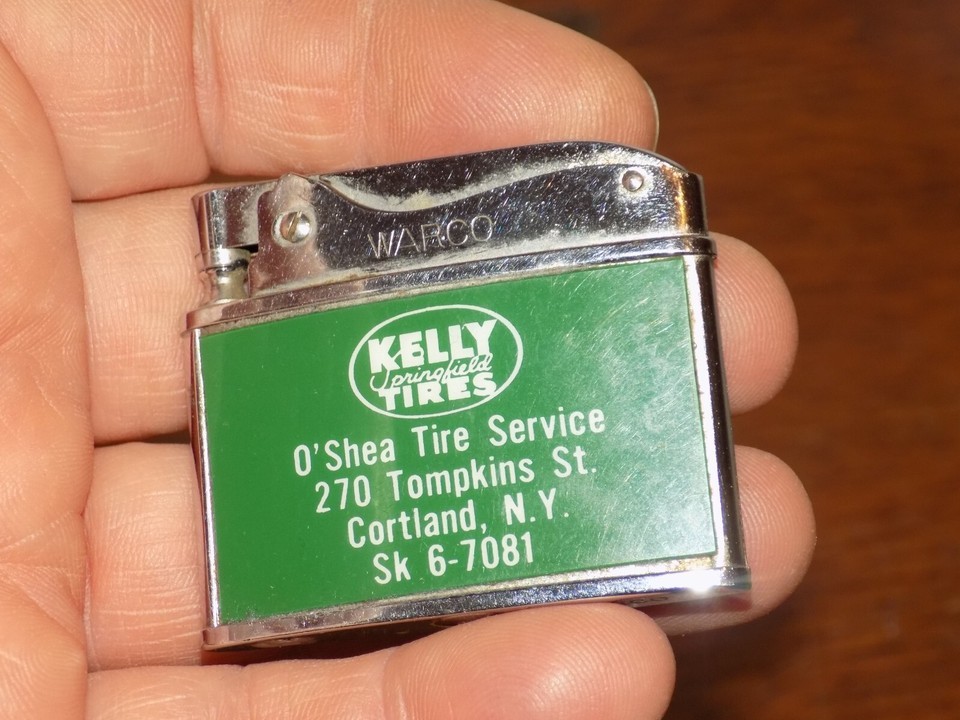 WARCO
KELLY
Springfield
TIRES
O'Shea Tire Service
270 Tompkins St.
Cortland, N.Y.
Sk 6-7081